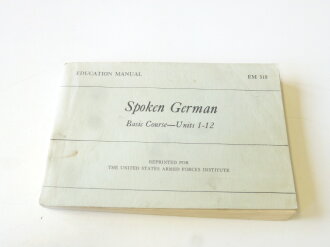 EDUCATION MANUAL EM 518
Spoken German
Basic Course—Units 1-12
REPRINTED FOR
THE UNITED STATES ARMED FORCES INSTITUTE